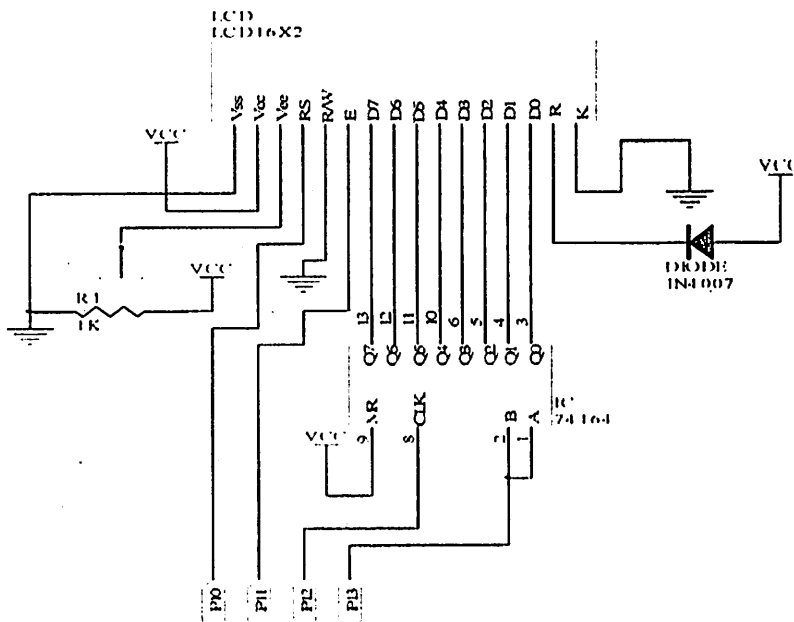 LCD
LCD16X2
Vss
Vcc
Vee
RS
R/W
E
D7
D6
D5
D4
D3
D2
D1
D0
R
K
VCC
VCC
VCC
DIODE
1N4007
R1
1K
13
12
11
10
6
5
4
3
Q7
Q6
Q5
Q4
Q3
Q2
Q1
Q0
MR
CLK
B
A
IC
74164
VCC
9
8
2
1
P10
P11
P12
P13